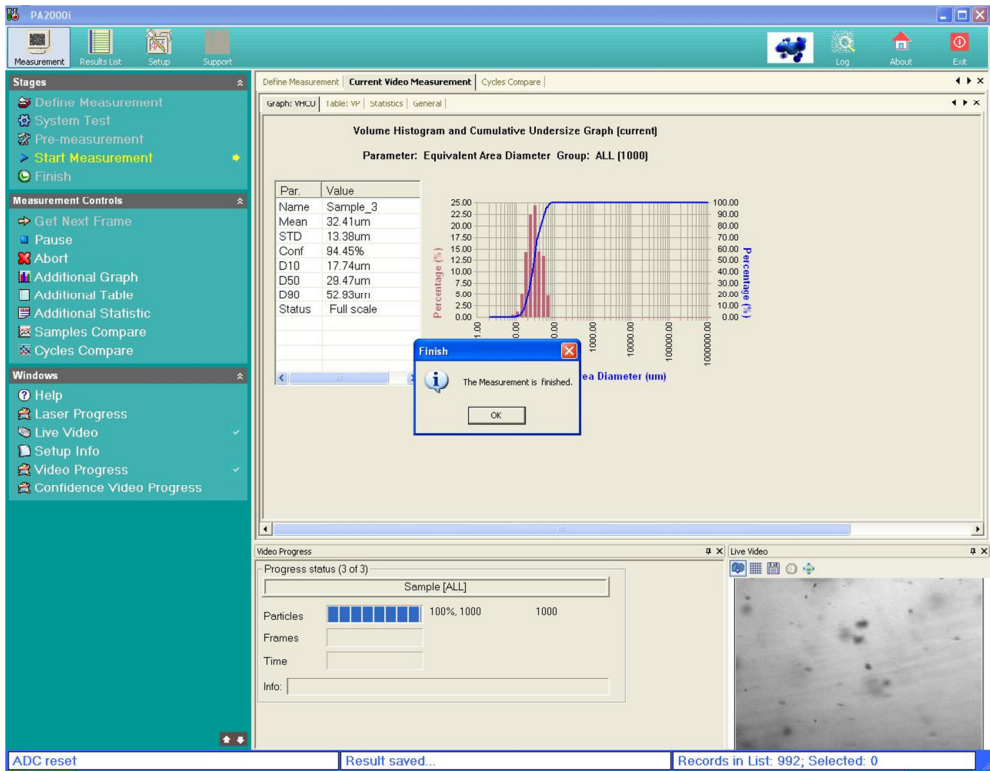 PA2000i
Measurement Results List Setup Support Log About Exit
Stages
Define Measurement
System Test
Pre-measurement
Start Measurement
Finish
Measurement Controls
Get Next Frame
Pause
Abort
Additional Graph
Additional Table
Additional Statistic
Samples Compare
Cycles Compare
Windows
Help
Laser Progress
Live Video
Setup Info
Video Progress
Confidence Video Progress
Define Measurement Current Video Measurement Cycles Compare
Graph: VHCU Table: VP Statistics General
Volume Histogram and Cumulative Undersize Graph (current)
Parameter: Equivalent Area Diameter Group: ALL (1000)
Par. Value
Name Sample_3
Mean 32.41um
STD 13.38um
Conf 94.45%
D10 17.74um
D50 29.47um
D90 52.93um
Status Full scale
Percentage (%)
25.00
22.50
20.00
17.50
15.00
12.50
10.00
7.50
5.00
2.50
0.00
100.00
90.00
80.00
70.00
60.00
50.00
40.00
30.00
20.00
10.00
0.00
Percentage (%)
1.00
1000.00
10000.00
100000.00
1000000.00
ea Diameter (um)
Finish
The Measurement is finished.
OK
Video Progress
Progress status (3 of 3)
Sample [ALL]
Particles 100%, 1000 1000
Frames
Time
Info:
Live Video
ADC reset Result saved... Records in List: 992; Selected: 0